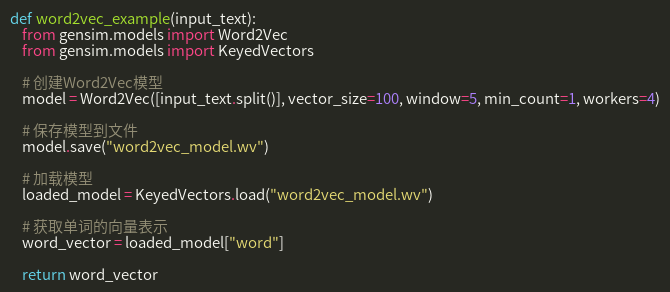 def word2vec_example(input_text):
    from gensim.models import Word2Vec
    from gensim.models import KeyedVectors
    # 创建Word2Vec模型
    model = Word2Vec([input_text.split()], vector_size=100, window=5, min_count=1, workers=4)
    # 保存模型到文件
    model.save("word2vec_model.wv")
    # 加载模型
    loaded_model = KeyedVectors.load("word2vec_model.wv")
    # 获取单词的向量表示
    word_vector = loaded_model["word"]
    return word_vector